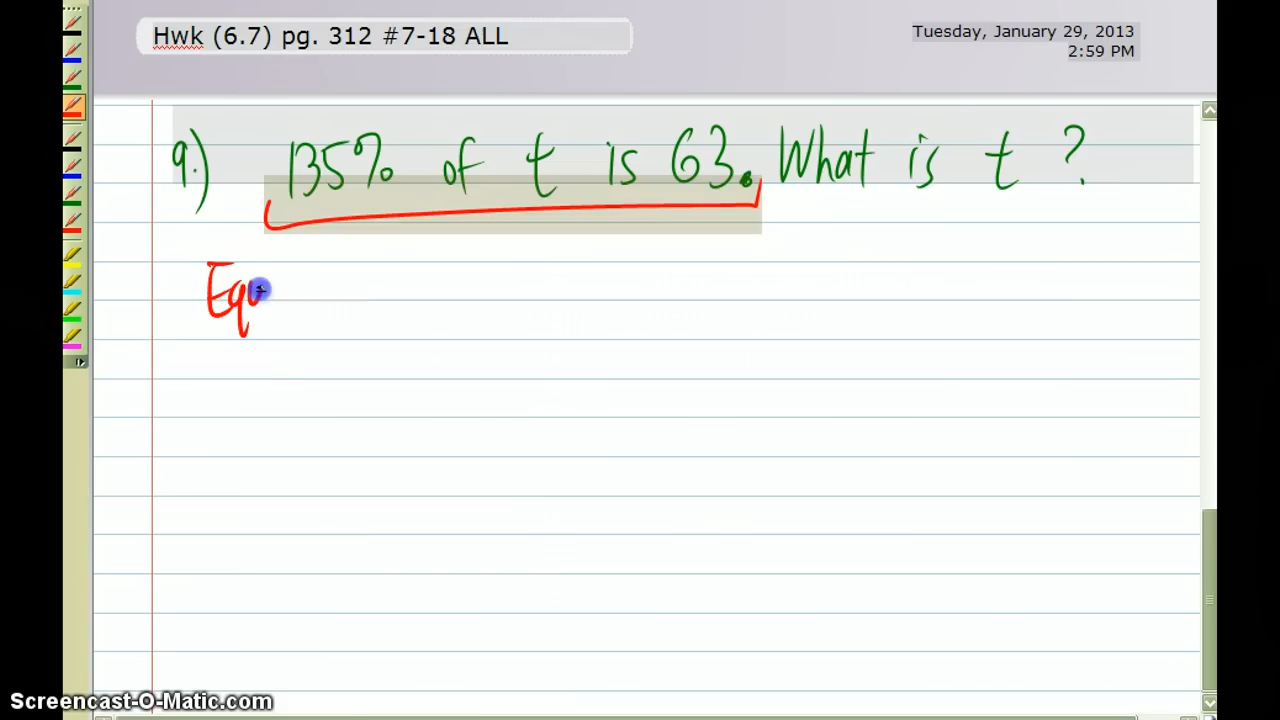 Hwk (6.7) pg. 312 #7-18 ALL
Tuesday, January 29, 2013
2:59 PM
9.) 135% of t is 63. What is t ?
Equ
Screencast-O-Matic.com